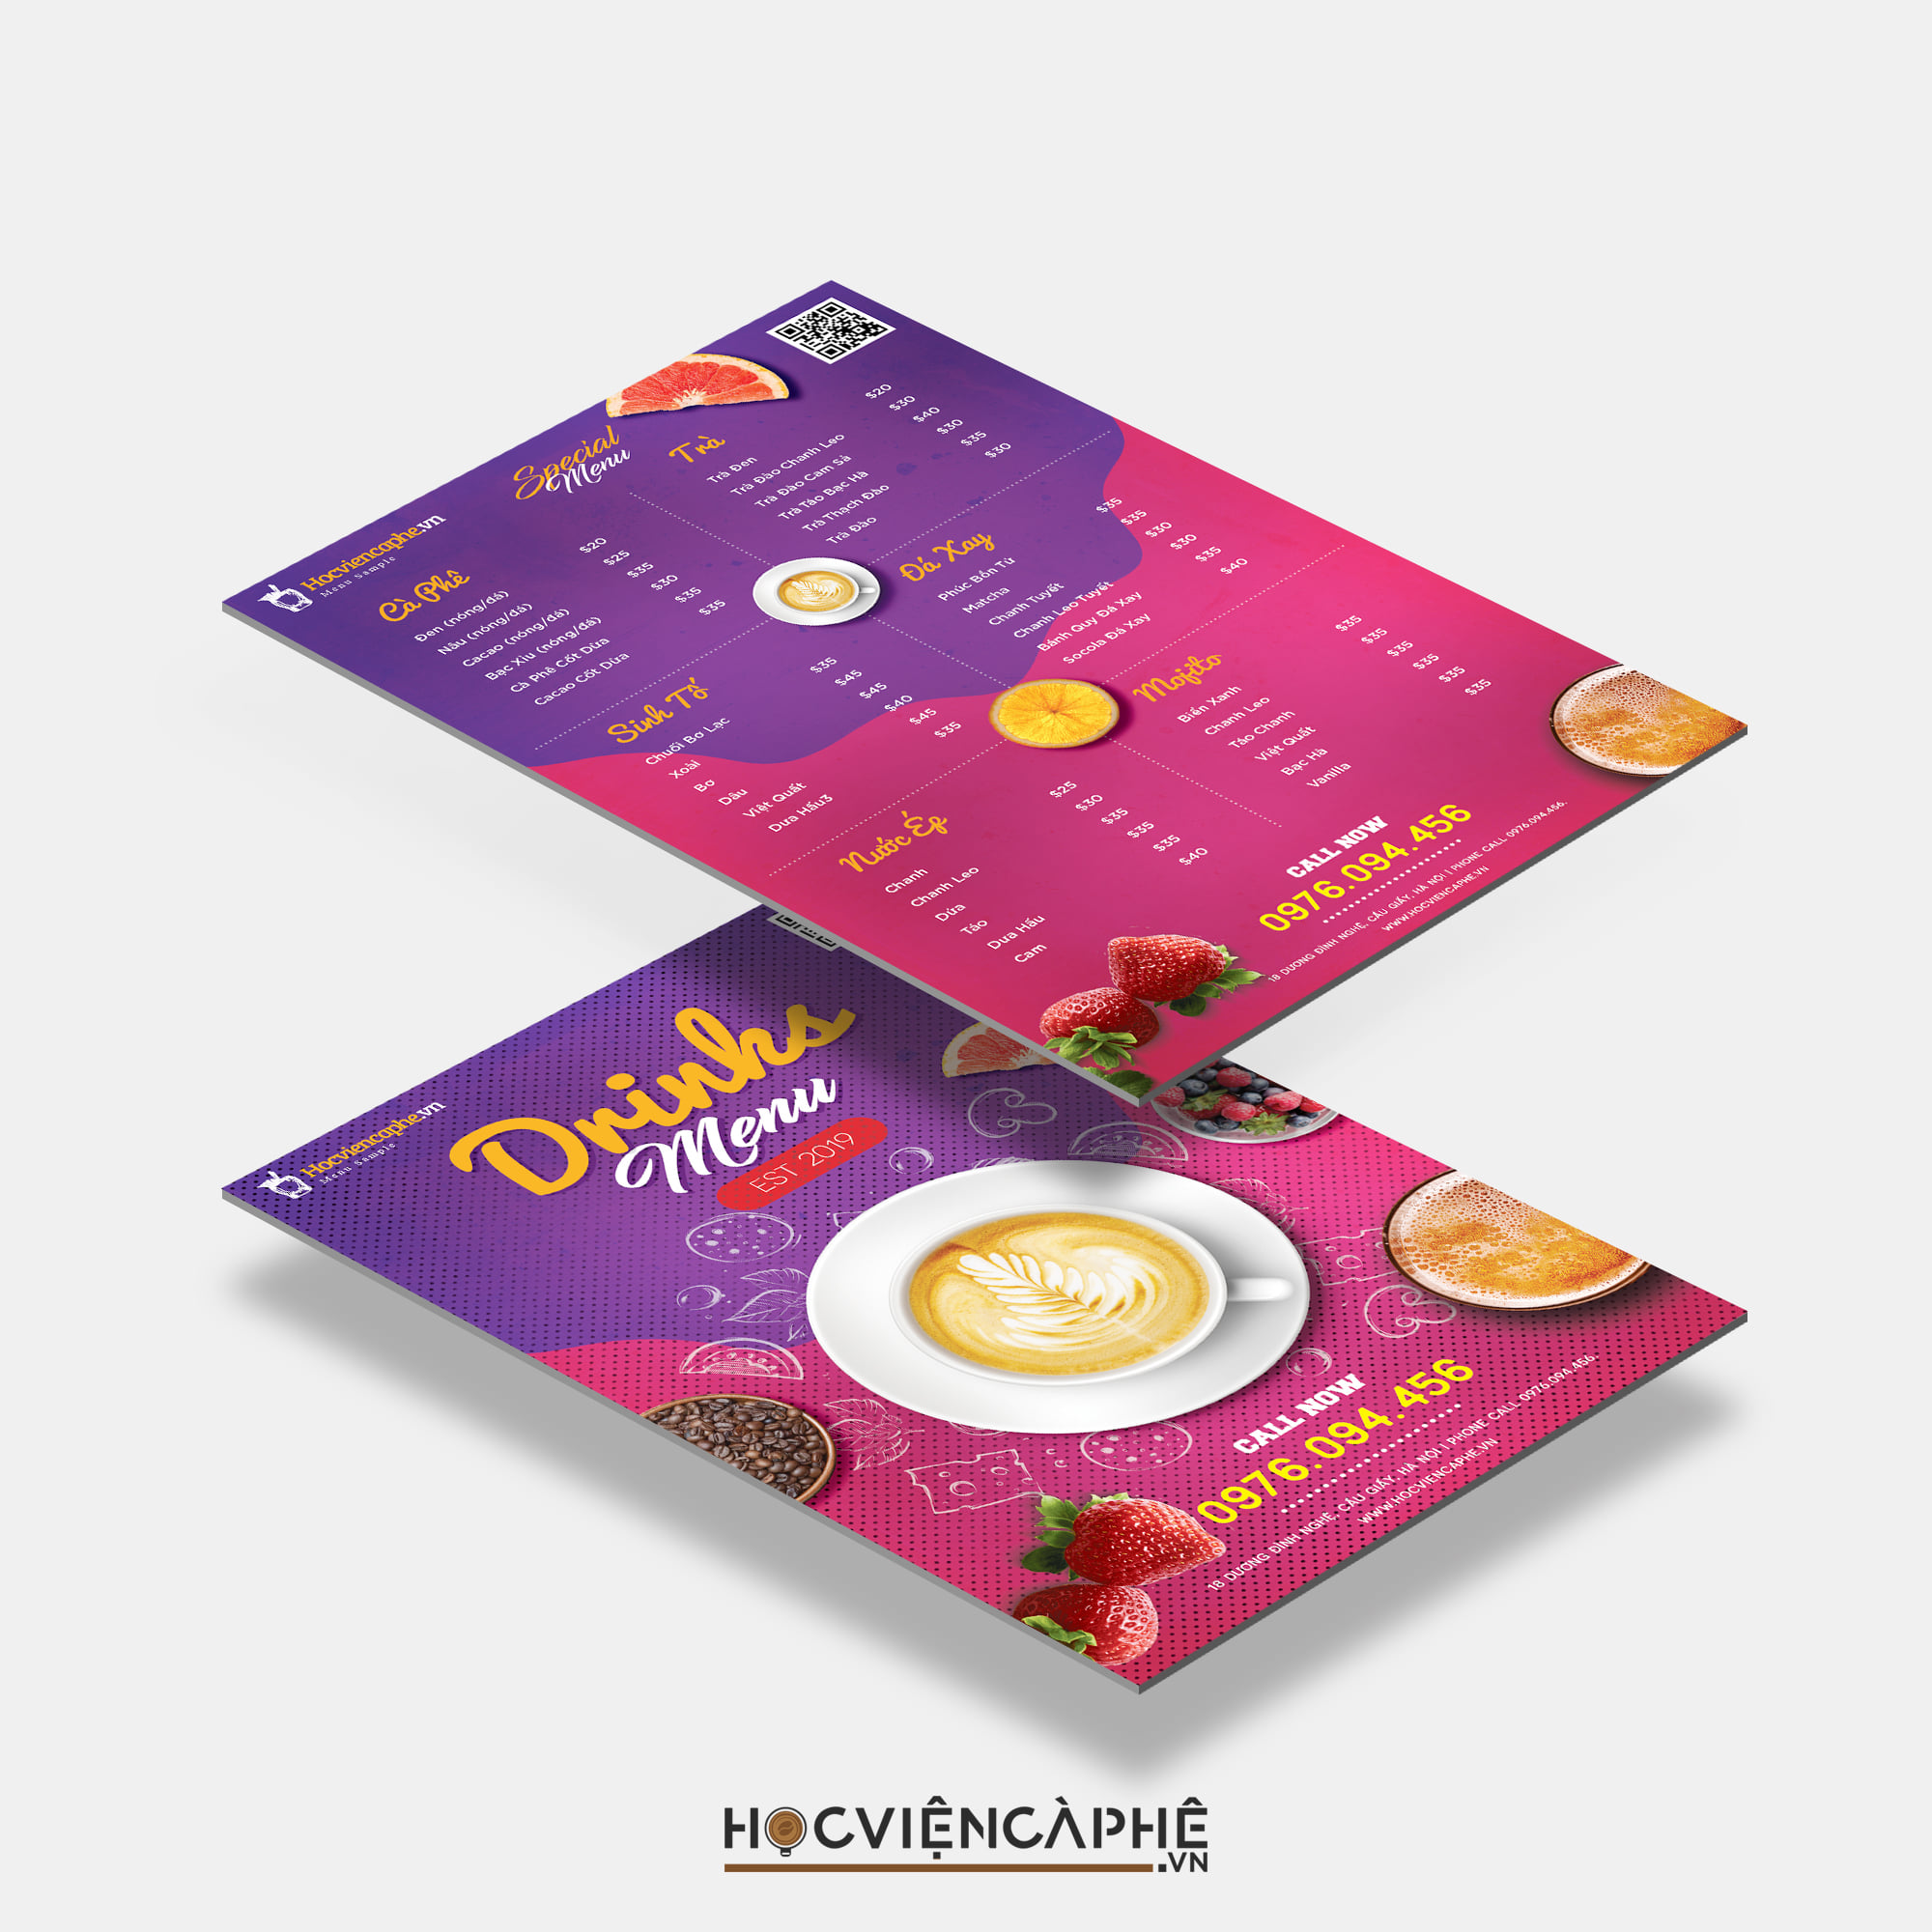 Hocviencaphe.vn
Menu Sample
Special
Menu
Cà Phê
Đen (nóng/đá) $20
Nâu (nóng/đá) $25
Cacao (nóng/đá) $35
Bạc Xỉu (nóng/đá) $30
Cà Phê Cốt Dừa $35
Cacao Cốt Dừa $35
Trà
Trà Đen $20
Trà Đào Chanh Leo $30
Trà Đào Cam Sả $40
Trà Táo Bạc Hà $30
Trà Thạch Đào $35
Trà Đào $30
Sinh Tố
Chuối Bơ Lạc $35
Xoài $45
Bơ $45
Dâu $40
Việt Quất $45
Dưa Hấu3 $35
Đá Xay
Phúc Bồn Tử $35
Matcha $35
Chanh Tuyết $30
Chanh Leo Tuyết $30
Bánh Quy Đá Xay $35
Socola Đá Xay $40
Nước Ép
Chanh $25
Chanh Leo $30
Dứa $35
Táo $35
Dưa Hấu $35
Cam $40
Mojito
Biển Xanh $35
Chanh Leo $35
Táo Chanh $35
Việt Quất $35
Bạc Hà $35
Vanilla $35
CALL NOW
0976.094.456
18 DƯƠNG ĐÌNH NGHỆ, CẦU GIẤY, HÀ NỘI | PHONE CALL 0976.094.456.
WWW.HOCVIENCAPHE.VN
Hocviencaphe.vn
Menu Sample
Drinks
Menu
EST 2019
CALL NOW
0976.094.456
18 DƯƠNG ĐÌNH NGHỆ, CẦU GIẤY, HÀ NỘI | PHONE CALL 0976.094.456.
WWW.HOCVIENCAPHE.VN
HỌCVIỆNCÀPHÊ
.VN